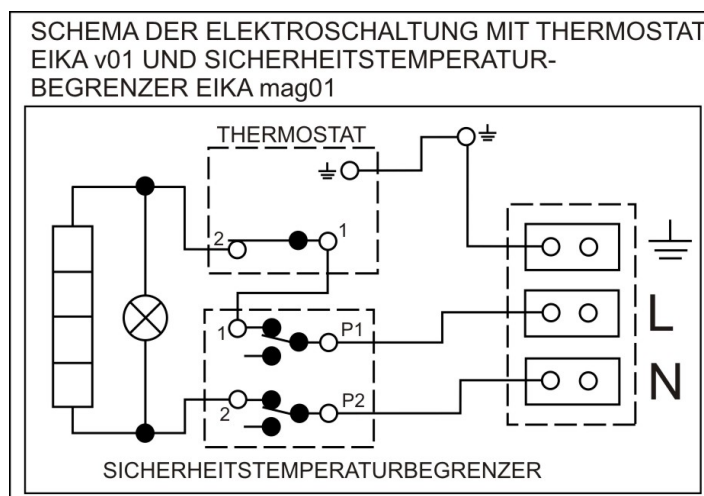 SCHEMA DER ELEKTROSCHALTUNG MIT THERMOSTAT
EIKA v01 UND SICHERHEITSTEMPERATUR-
BEGRENZER EIKA mag01
THERMOSTAT
2
1
1
P1
L
2
P2
N
SICHERHEITSTEMPERATURBEGRENZER